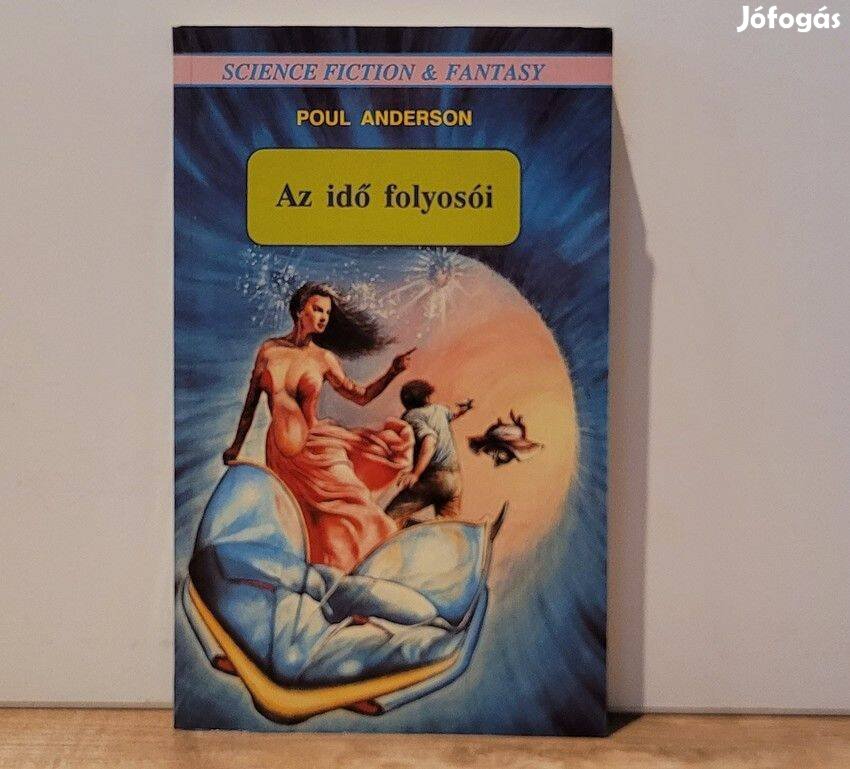 Jófogás
SCIENCE FICTION & FANTASY
POUL ANDERSON
Az idő folyosói